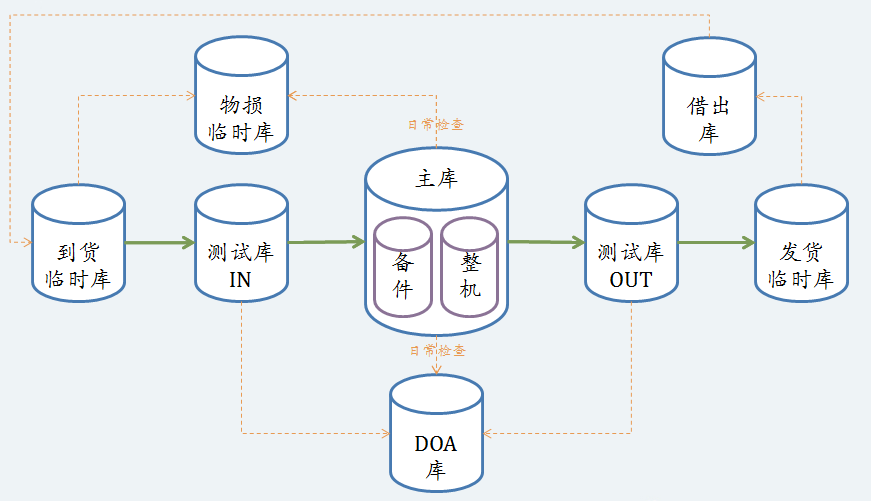 物损
临时库
借出
库
日常检查
主库
到货
临时库
测试库
IN
备
件
整
机
测试库
OUT
发货
临时库
日常检查
DOA
库